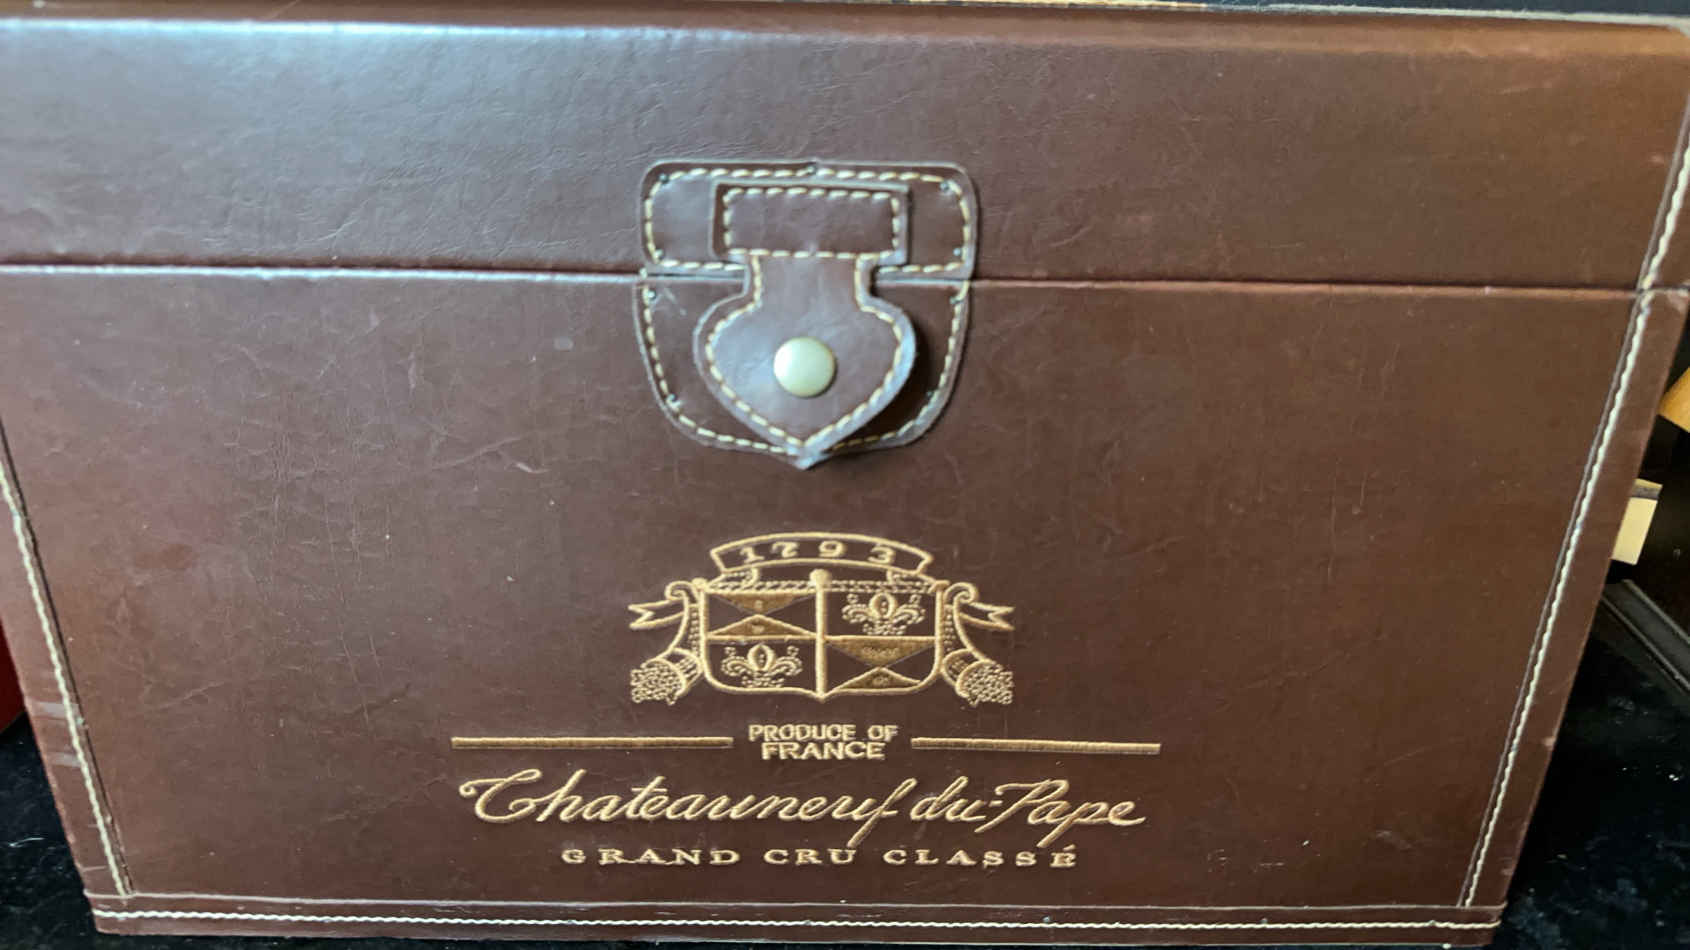 1793
PRODUCE OF
FRANCE
Chateauneuf du-Pape
GRAND CRU CLASSÉ